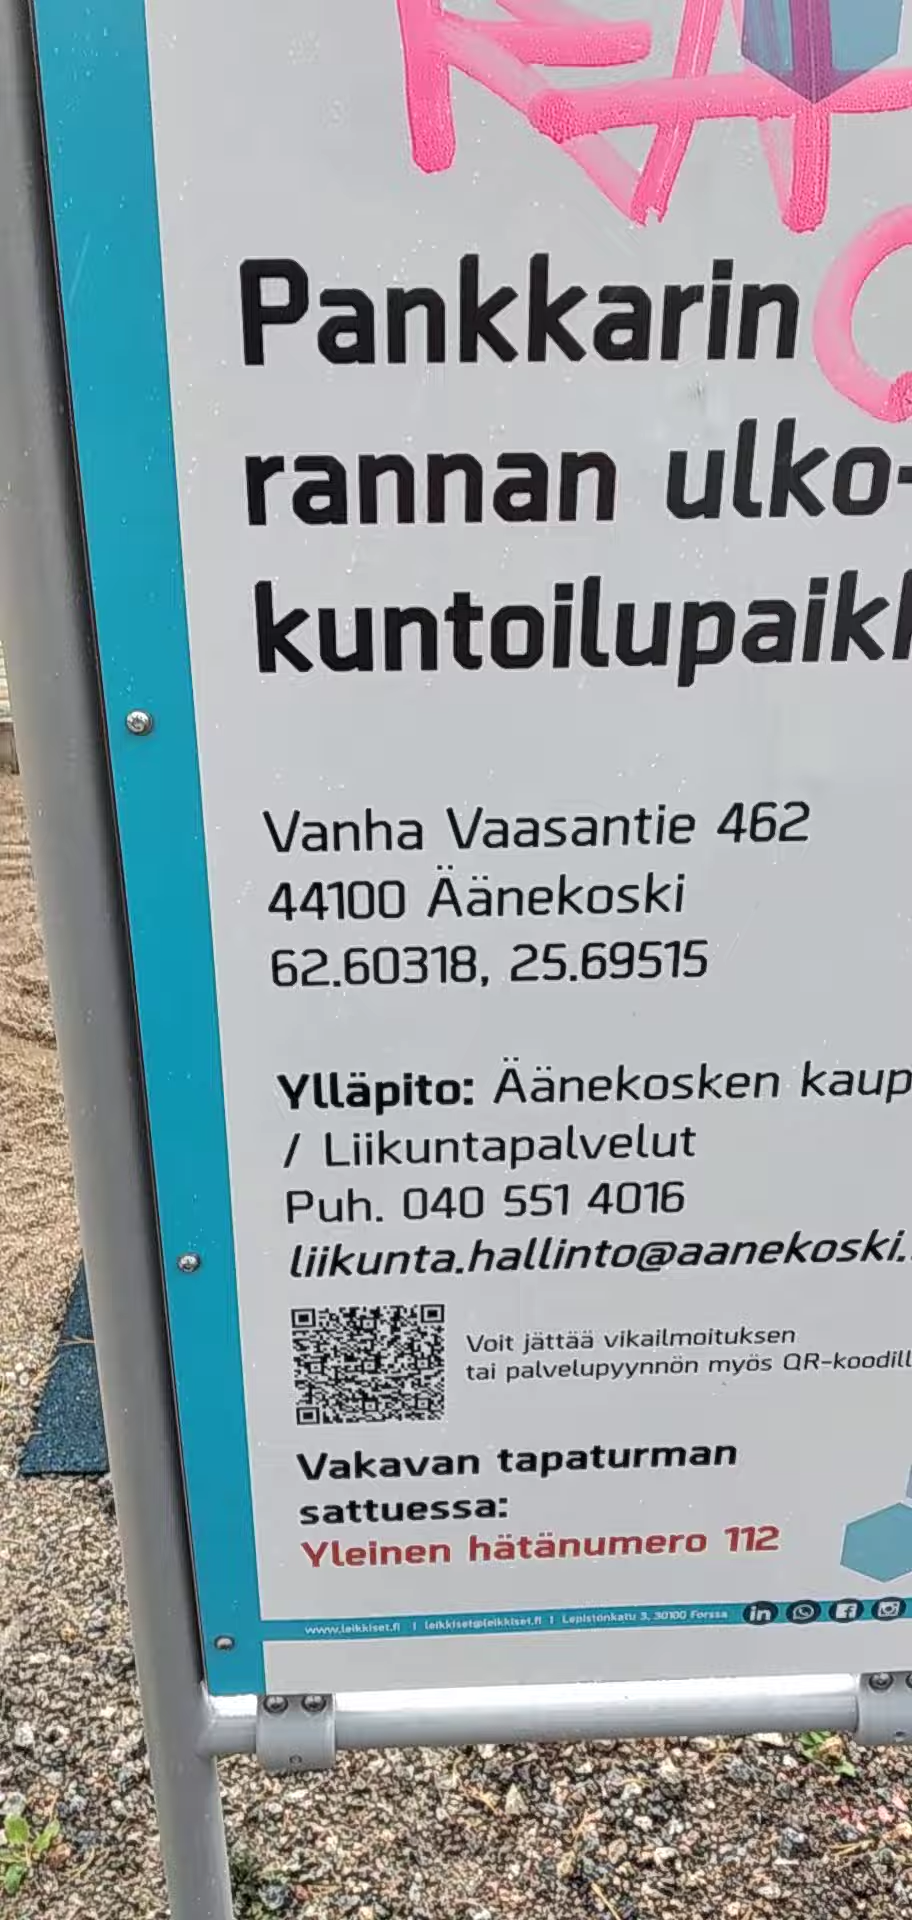 Pankkarin
rannan ulko-
kuntoilupaikk
Vanha Vaasantie 462
44100 Äänekoski
62.60318, 25.69515
Ylläpito: Äänekosken kaup
/ Liikuntapalvelut
Puh. 040 551 4016
liikunta.hallinto@aanekoski.
Voit jättää vikailmoituksen
tai palvelupyynnön myös QR-koodill
Vakavan tapaturman
sattuessa:
Yleinen hätänumero 112
www.leikkiset.fi | leikkiset@leikkiset.fi | Lepistönkatu 3, 30100 Forssa in